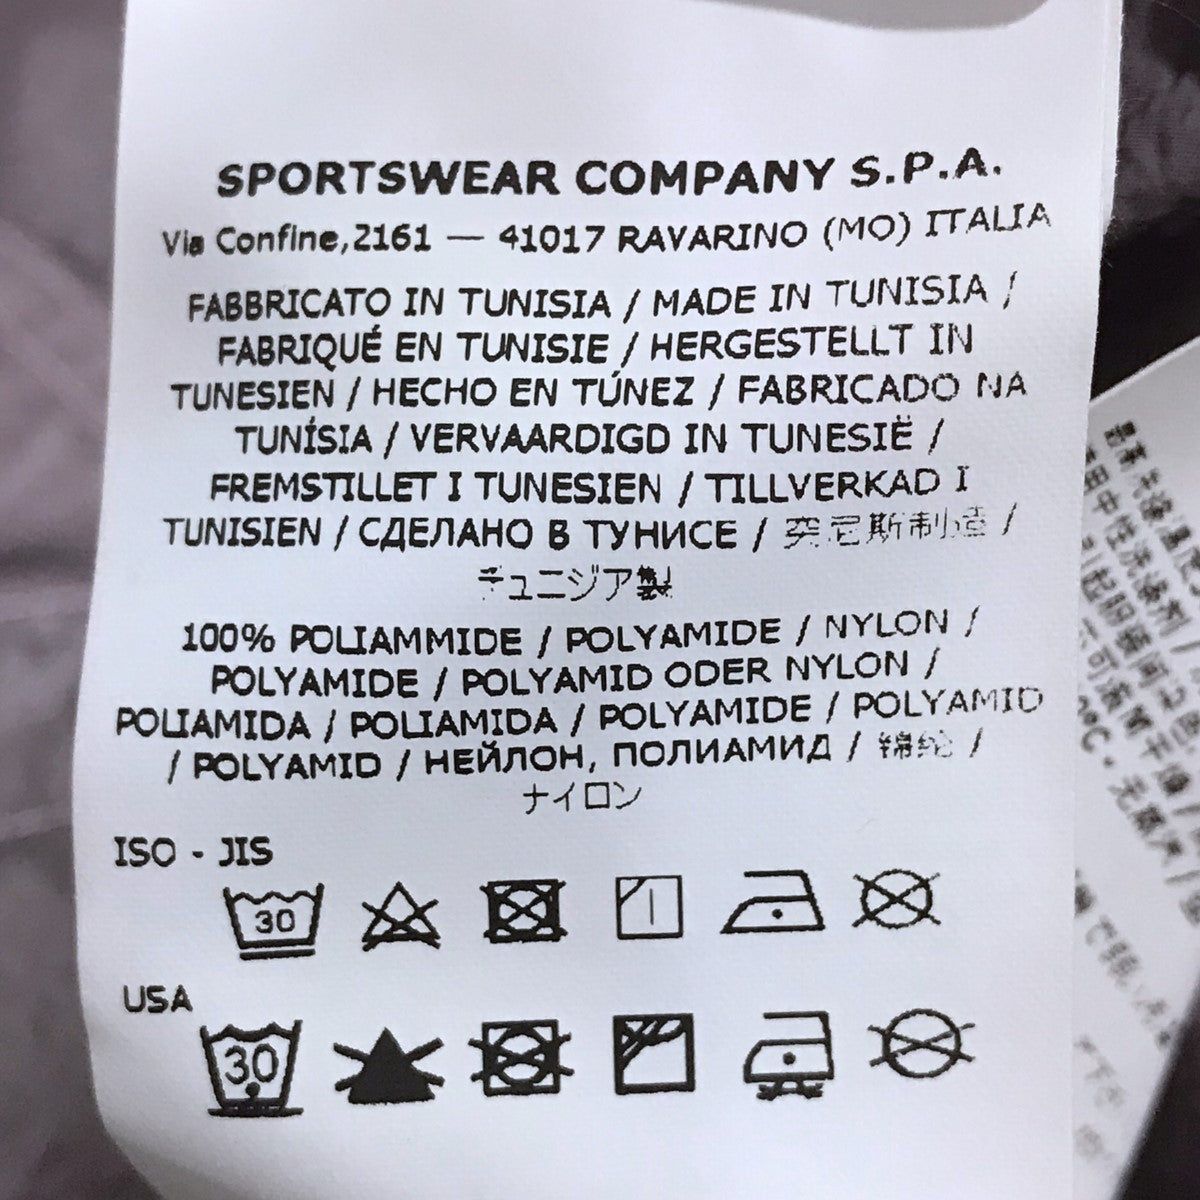 SPORTSWEAR COMPANY S.P.A.
Via Confine,2161 — 41017 RAVARINO (MO) ITALIA
FABBRICATO IN TUNISIA / MADE IN TUNISIA /
FABRIQUÉ EN TUNISIE / HERGESTELLT IN
TUNESIEN / HECHO EN TÚNEZ / FABRICADO NA
TUNÍSIA / VERVAARDIGD IN TUNESIË /
FREMSTILLET I TUNESIEN / TILLVERKAD I
TUNISIEN / СДЕЛАНО В ТУНИСЕ / 突尼斯制造 /
チュニジア製
100% POLIAMMIDE / POLYAMIDE / NYLON /
POLYAMIDE / POLYAMID ODER NYLON /
POLIAMIDA / POLIAMIDA / POLYAMIDE / POLYAMID
/ POLYAMID / НЕЙЛОН, ПОЛИАМИД / 锦纶 /
ナイロン
ISO - JIS
30
USA
30